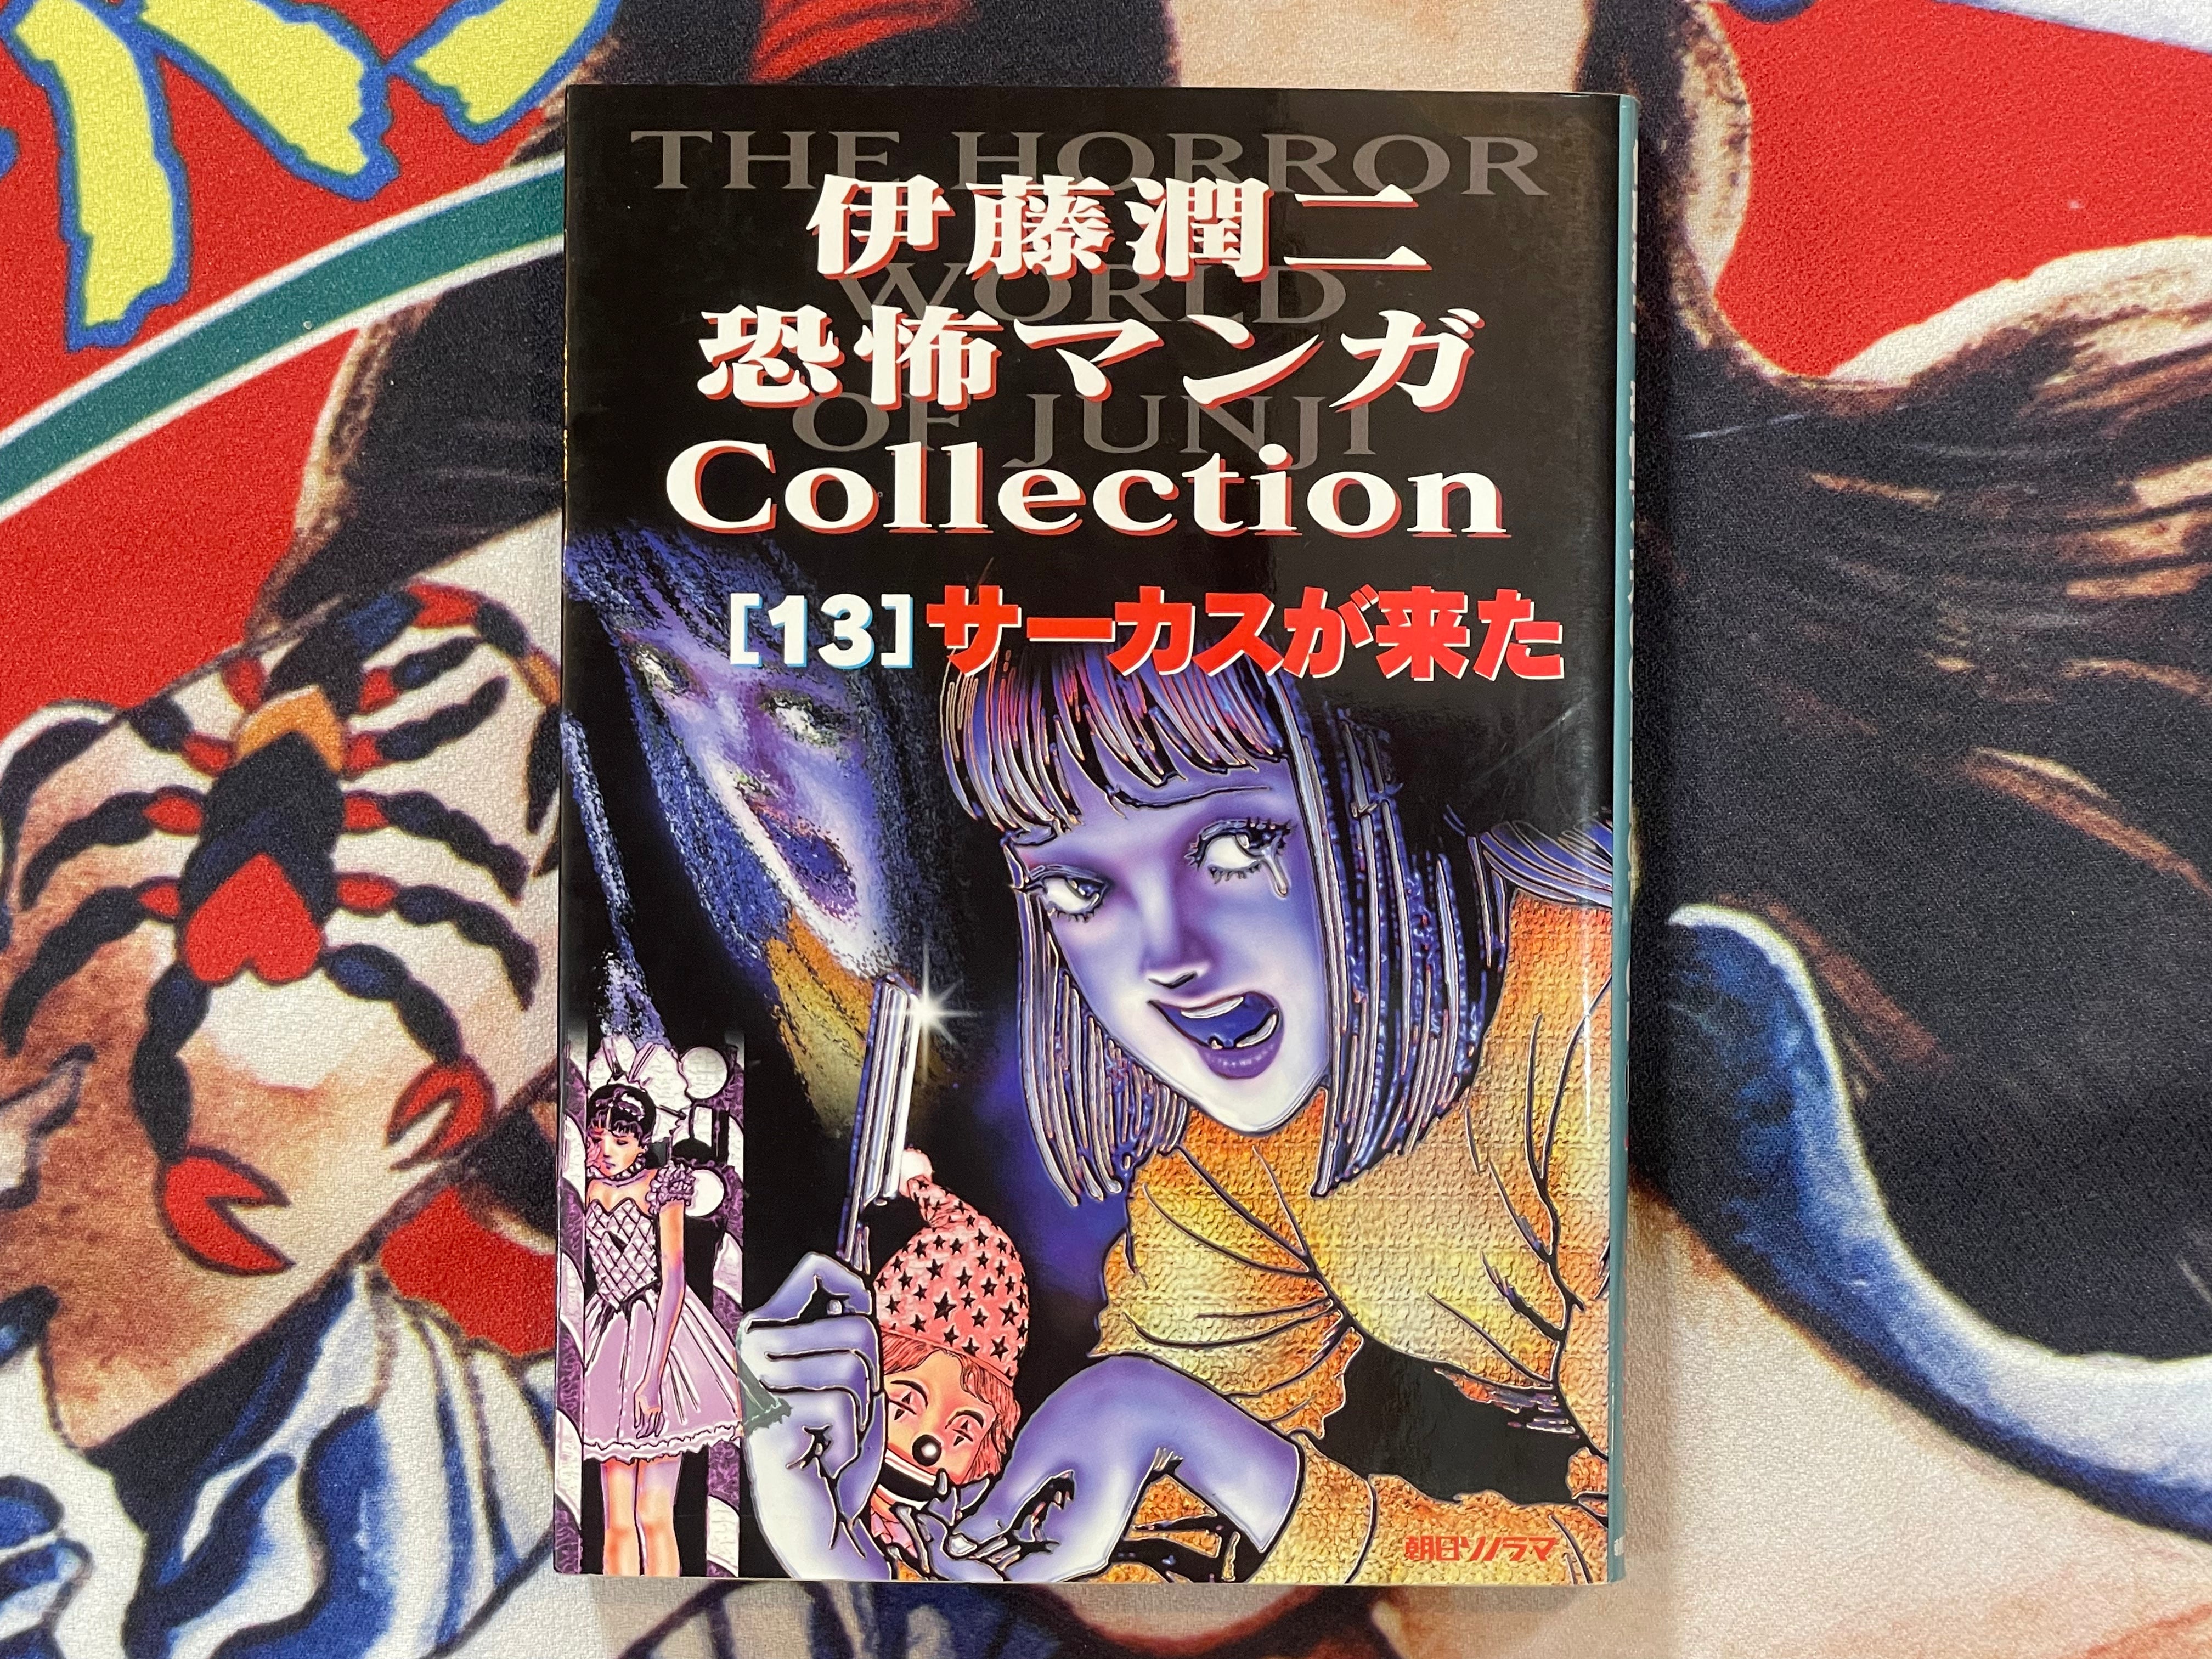 THE HORROR
伊藤潤二
WORLD
恐怖マンガ
OF JUNJI
Collection
[13]サーカスが来た
朝日ソノラマ